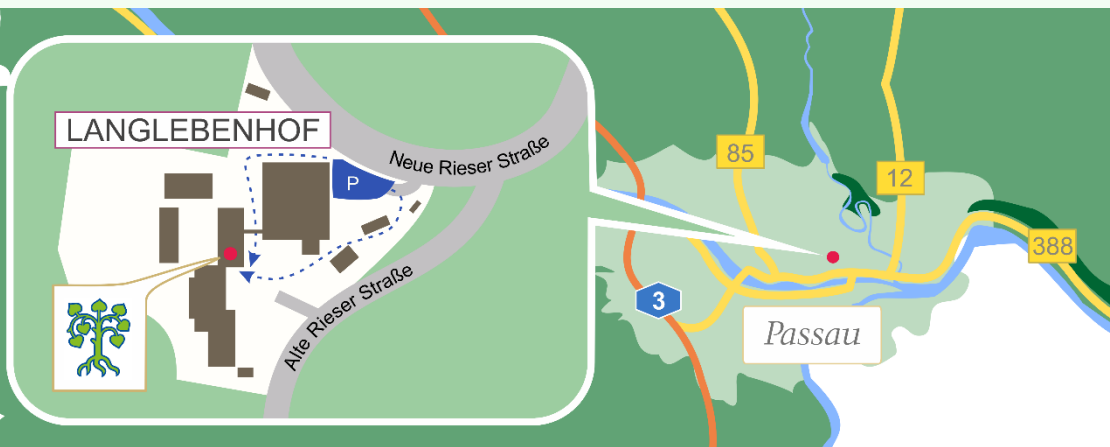 LANGLEBENHOF
Neue Rieser Straße
P
Alte Rieser Straße
85
12
388
3
Passau